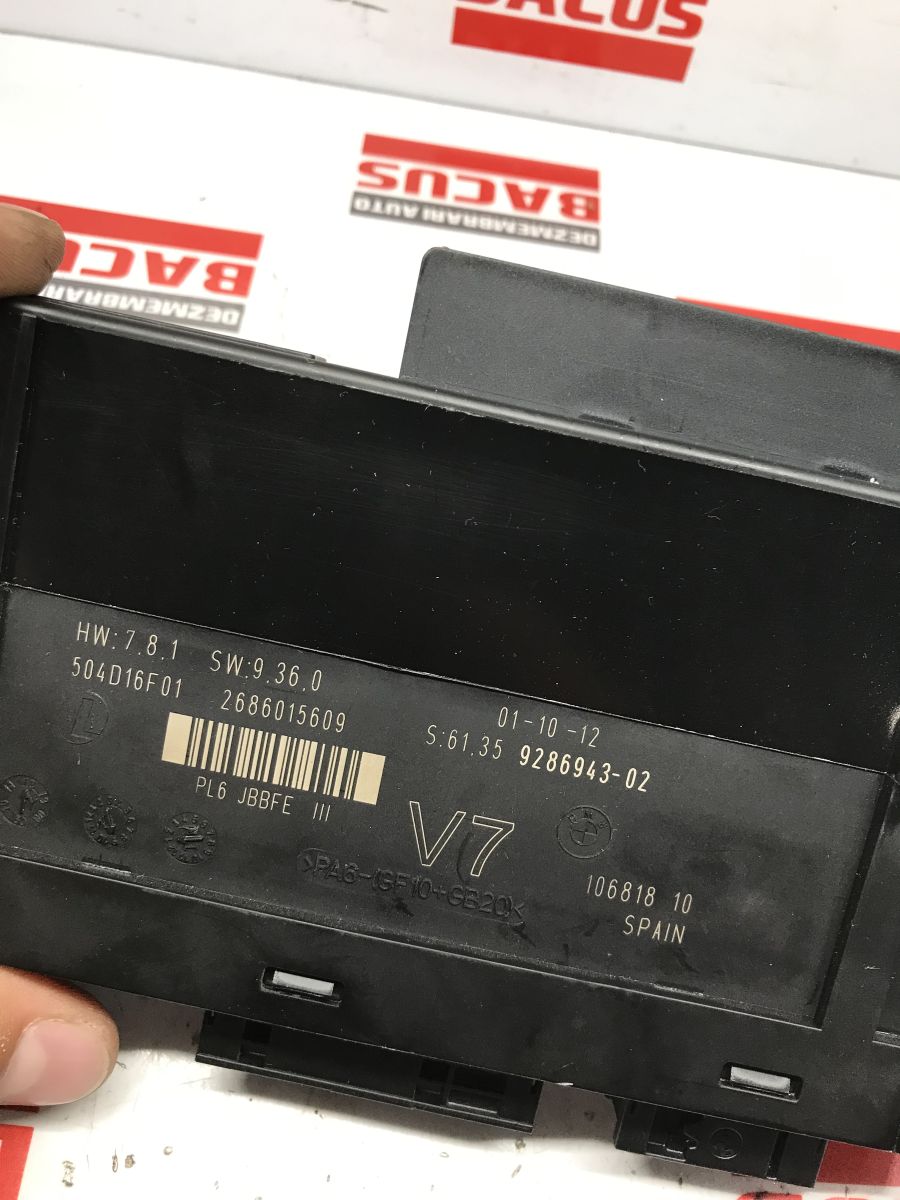 BACUS
BACUS
DEZMEMBRARI AUTO
BACUS
DEZMEMBRARI
HW:7.8.1 SW:9.36.0
504D16F01 2686015609
01-10-12
S:61.35 9286943-02
PL6 JBBFE III
V7
BMW
>PA6-(GF10+GB20)<
106818 10
SPAIN